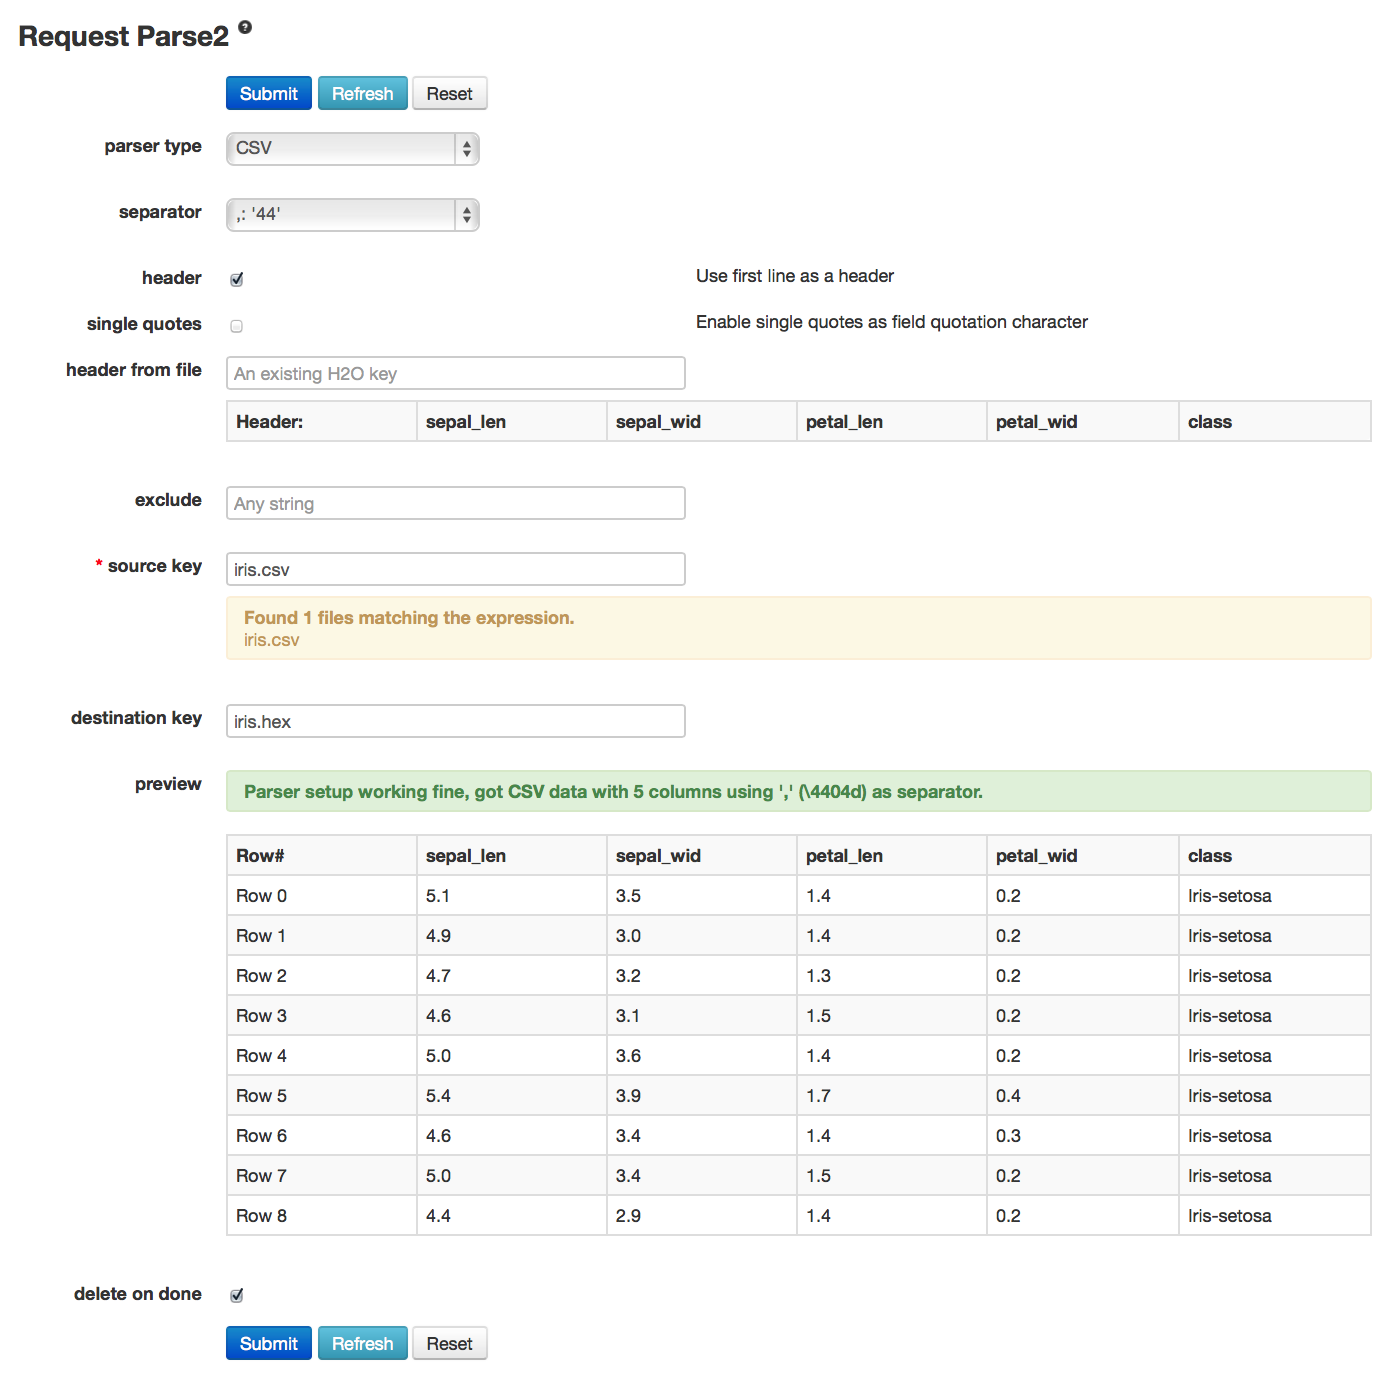 Request Parse2 ?
Submit Refresh Reset
parser type CSV
separator ,: '44'
header Use first line as a header
single quotes Enable single quotes as field quotation character
header from file An existing H2O key
Header: sepal_len sepal_wid petal_len petal_wid class
exclude Any string
* source key iris.csv
Found 1 files matching the expression.
iris.csv
destination key iris.hex
preview Parser setup working fine, got CSV data with 5 columns using ',' (\4404d) as separator.
Row# sepal_len sepal_wid petal_len petal_wid class
Row 0 5.1 3.5 1.4 0.2 Iris-setosa
Row 1 4.9 3.0 1.4 0.2 Iris-setosa
Row 2 4.7 3.2 1.3 0.2 Iris-setosa
Row 3 4.6 3.1 1.5 0.2 Iris-setosa
Row 4 5.0 3.6 1.4 0.2 Iris-setosa
Row 5 5.4 3.9 1.7 0.4 Iris-setosa
Row 6 4.6 3.4 1.4 0.3 Iris-setosa
Row 7 5.0 3.4 1.5 0.2 Iris-setosa
Row 8 4.4 2.9 1.4 0.2 Iris-setosa
delete on done
Submit Refresh Reset